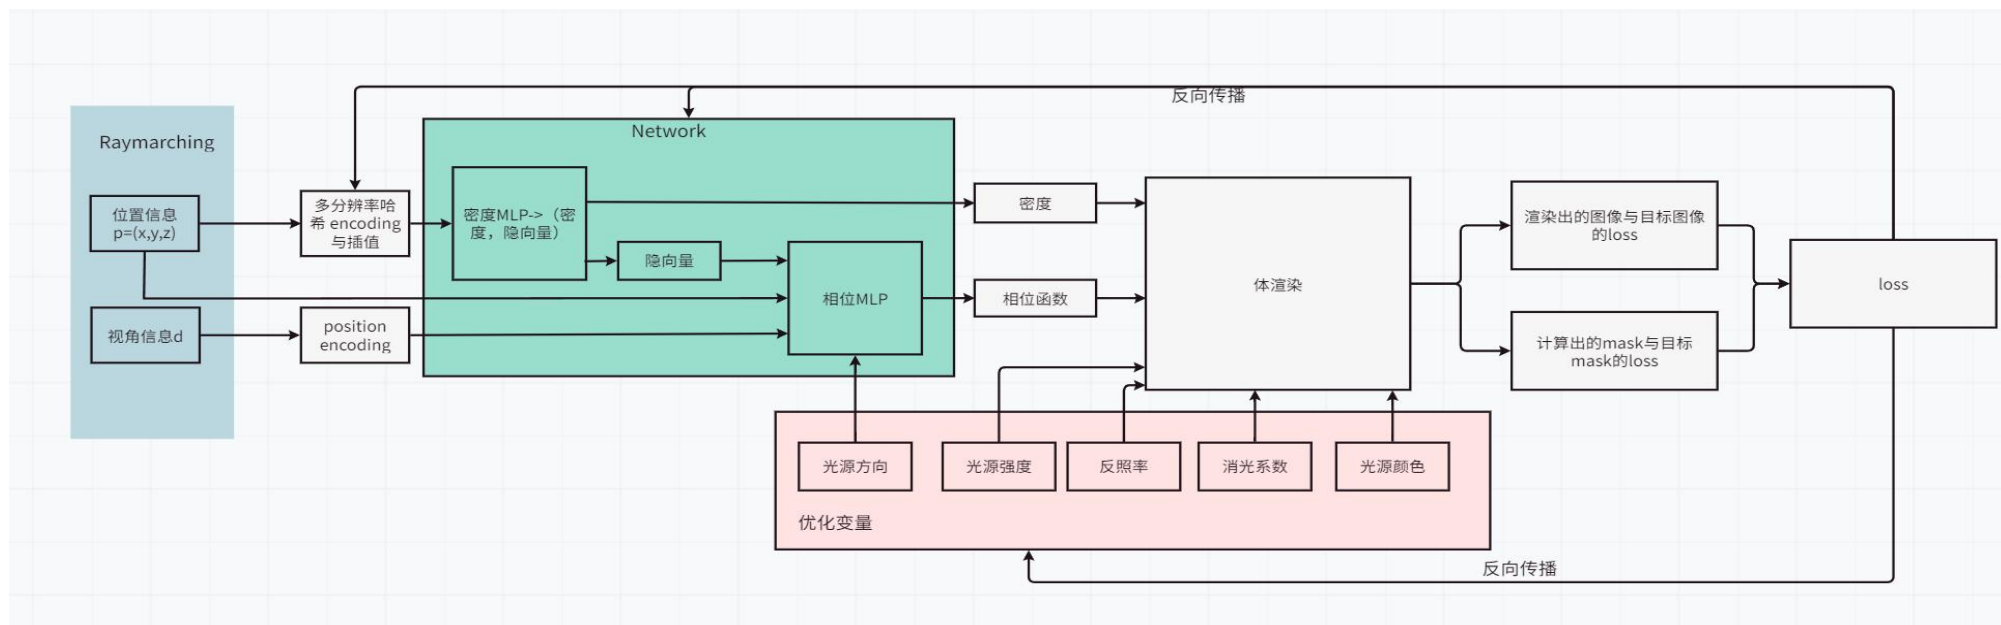 反向传播
Raymarching
Network
位置信息
p=(x,y,z)
多分辨率哈
希 encoding
与插值
密度MLP->（密
度，隐向量）
隐向量
相位MLP
视角信息d
position
encoding
密度
相位函数
体渲染
渲染出的图像与目标图像
的loss
计算出的mask与目标
mask的loss
loss
光源方向
光源强度
反照率
消光系数
光源颜色
优化变量
反向传播